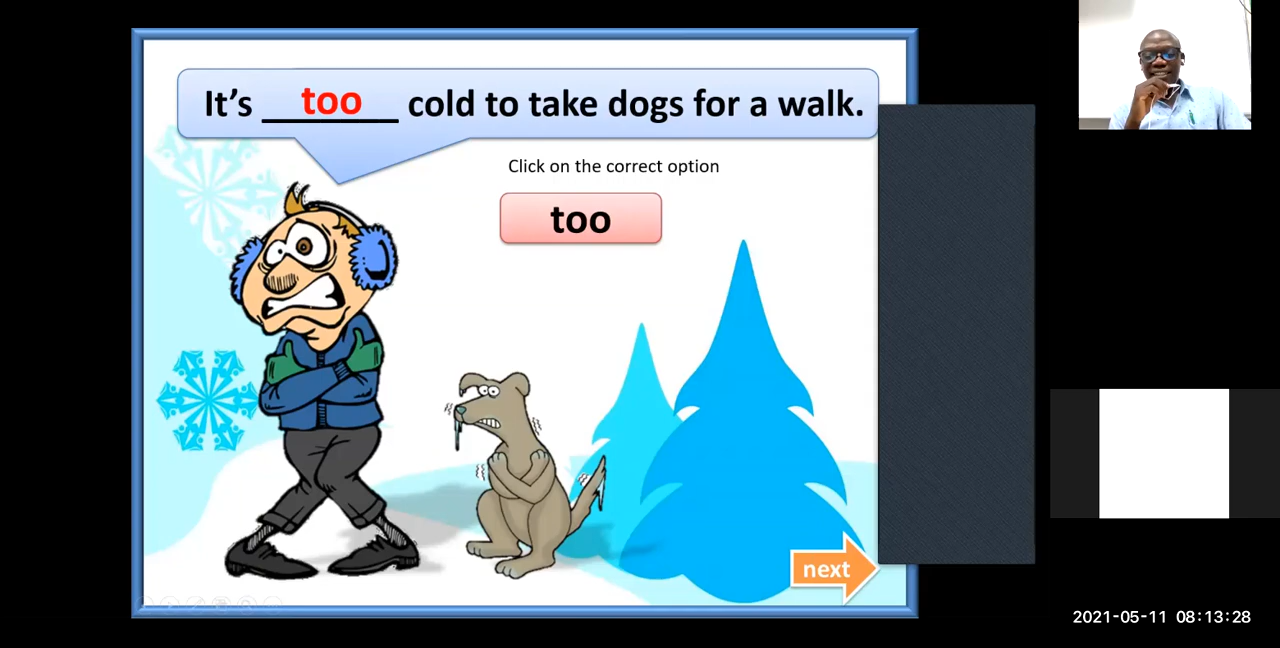 It's too cold to take dogs for a walk.
Click on the correct option
too
next
2021-05-11 08:13:28